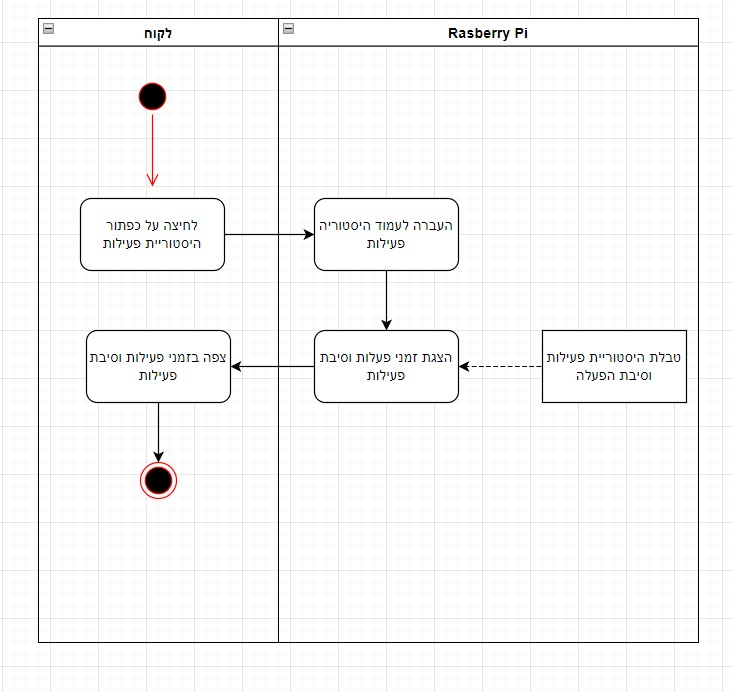 לקוח
Rasberry Pi
לחיצה על כפתור
היסטוריית פעילות
העברה לעמוד היסטוריה
פעילות
הצגת זמני פעלות וסיבת
פעילות
טבלת היסטוריית פעילות
וסיבת הפעלה
צפה בזמני פעילות וסיבת
פעילות